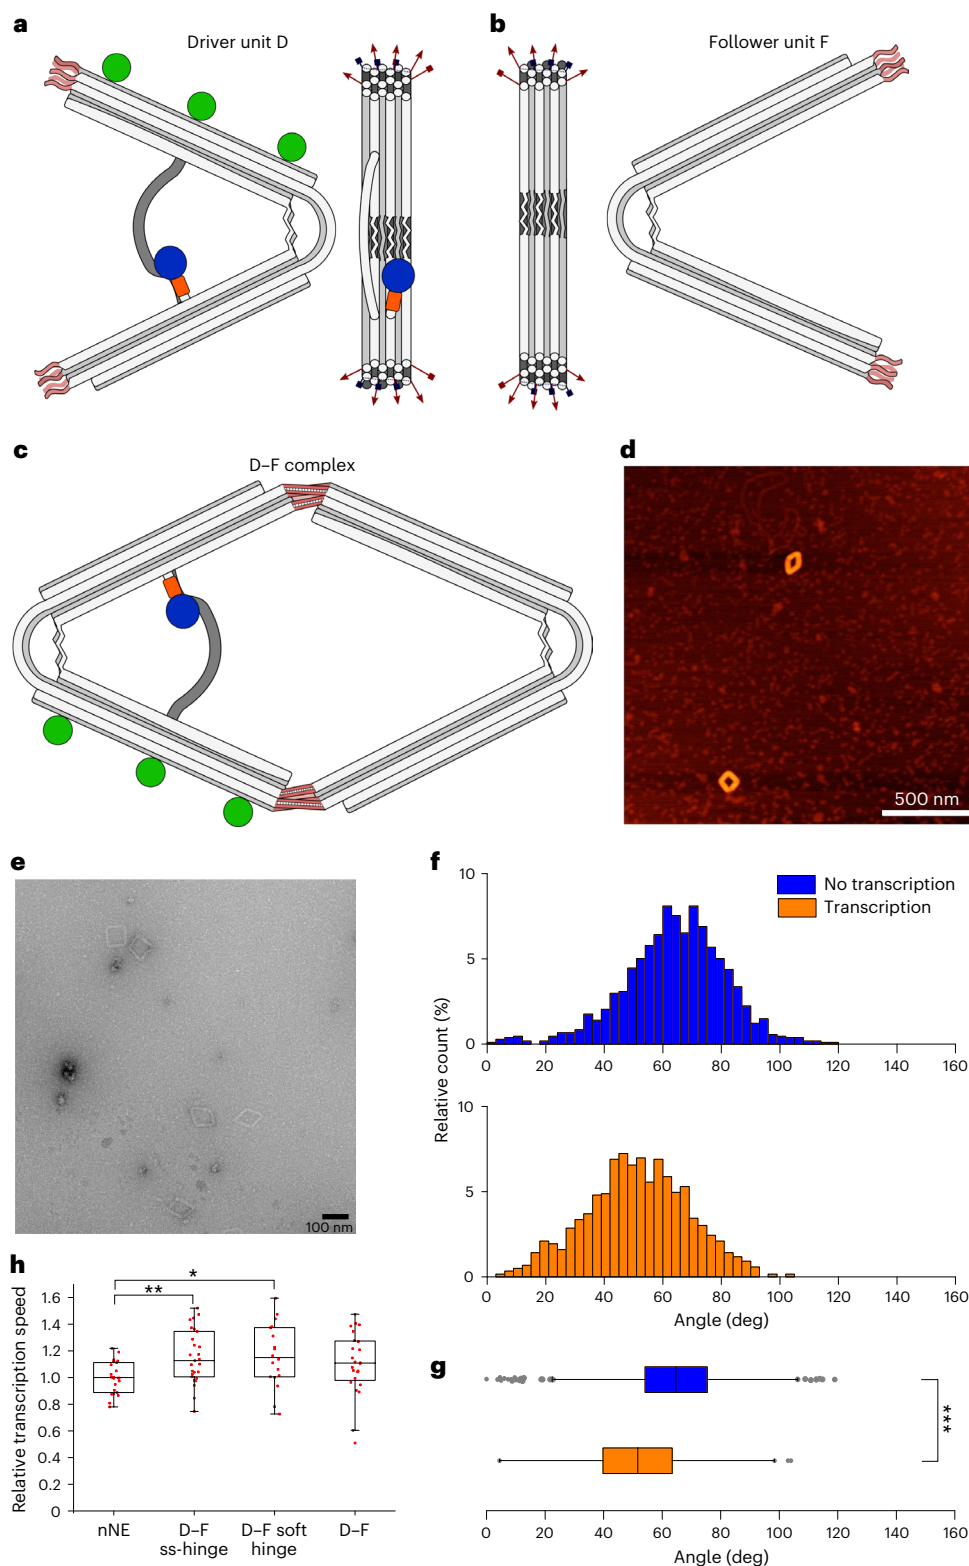 a
Driver unit D
b
Follower unit F
c
D–F complex
d
500 nm
e
100 nm
f
10
5
0
No transcription
Transcription
0 20 40 60 80 100 120 140 160
10
5
0
0 20 40 60 80 100 120 140 160
Relative count (%)
Angle (deg)
g
***
0 20 40 60 80 100 120 140 160
Angle (deg)
h
*
**
1.6
1.4
1.2
1.0
0.8
0.6
0.4
0.2
0
Relative transcription speed
nNE
D–F
ss-hinge
D–F soft
hinge
D–F